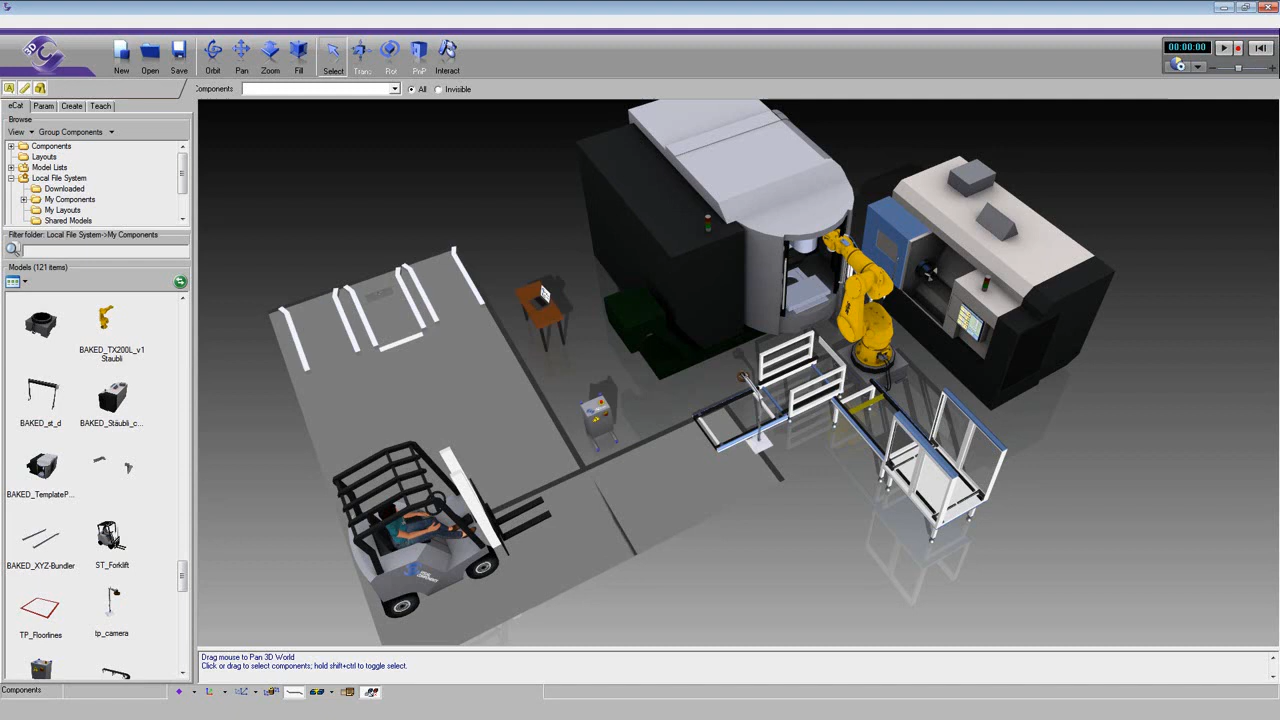 00:00:00
3D
New Open Save Orbit Pan Zoom Fill Select Trans Rot PnP Interact
Components All Invisible
eCat Param Create Teach
Browse
View Group Components
Components
Layouts
Model Lists
Local File System
Downloaded
My Components
My Layouts
Shared Models
Filter folder: Local File System->My Components
Models (121 items)
BAKED_TX200L_v1
Staubli
BAKED_st_d BAKED_Stäubli_c...
BAKED_TemplateP...
BAKED_XYZ-Bundler ST_Forklift
TP_Floorlines tp_camera
Drag mouse to Pan 3D World
Click or drag to select components; hold shift+ctrl to toggle select.
Components